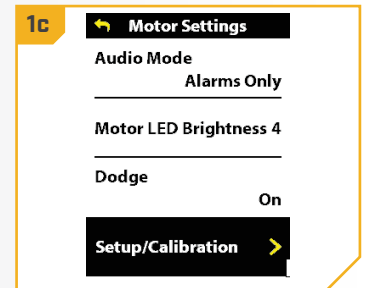 1c
Motor Settings
Audio Mode
Alarms Only
Motor LED Brightness 4
Dodge
On
Setup/Calibration